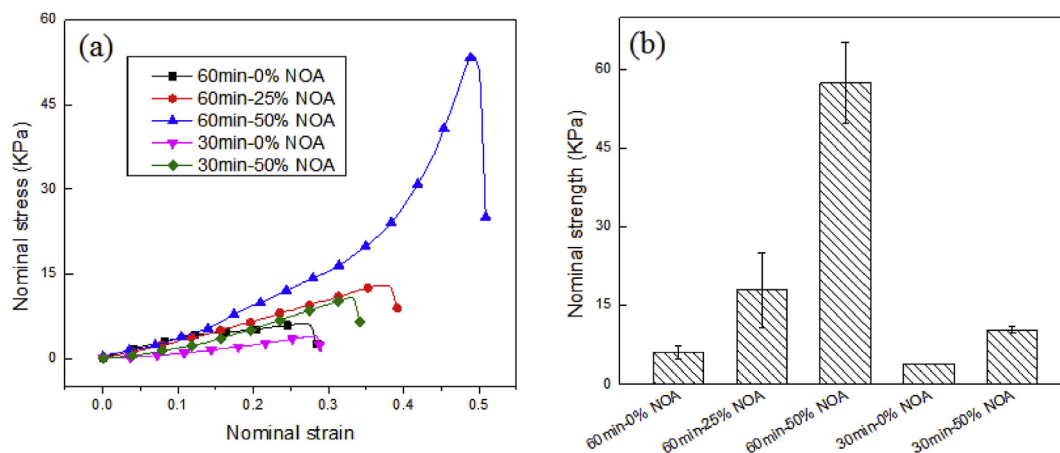 (a)
60
45
30
15
0
Nominal stress (KPa)
60min-0% NOA
60min-25% NOA
60min-50% NOA
30min-0% NOA
30min-50% NOA
0.0 0.1 0.2 0.3 0.4 0.5
Nominal strain
(b)
60
45
30
15
0
Nominal strength (KPa)
60min-0% NOA
60min-25% NOA
60min-50% NOA
30min-0% NOA
30min-50% NOA